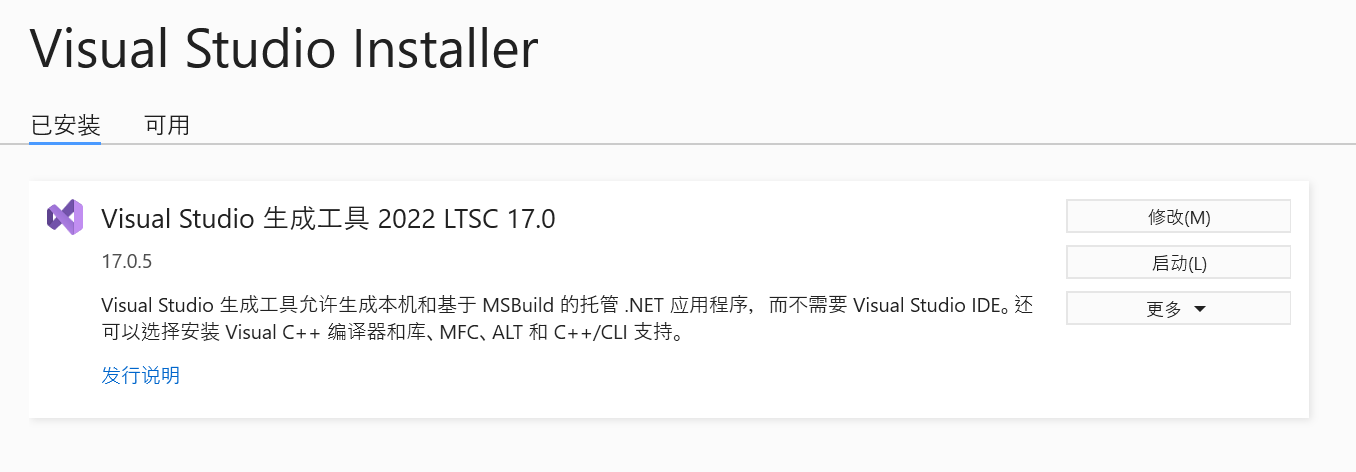 Visual Studio Installer
已安装 可用
Visual Studio 生成工具 2022 LTSC 17.0
修改(M)
17.0.5
启动(L)
Visual Studio 生成工具允许生成本机和基于 MSBuild 的托管 .NET 应用程序，而不需要 Visual Studio IDE。还
更多
可以选择安装 Visual C++ 编译器和库、MFC、ALT 和 C++/CLI 支持。
发行说明